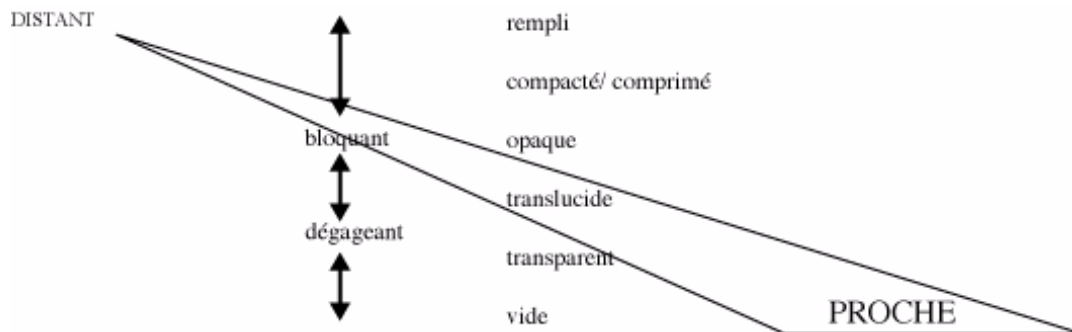 DISTANT
rempli
compacté/ comprimé
bloquant
opaque
translucide
dégageant
transparent
vide
PROCHE